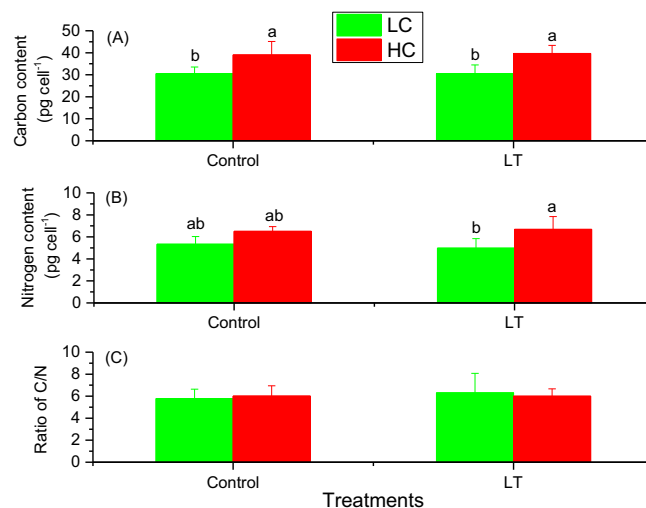 (A)
LC
HC
Carbon content
(pg cell⁻¹)
50
40
30
20
10
0
b
a
b
a
Control
LT
(B)
Nitrogen content
(pg cell⁻¹)
10
8
6
4
2
0
ab
ab
b
a
Control
LT
(C)
Ratio of C/N
10
8
6
4
2
0
Control
LT
Treatments